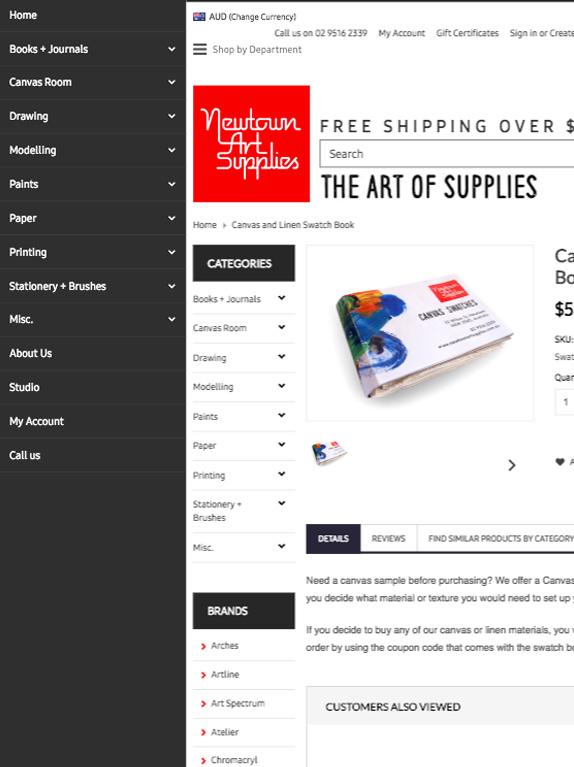 Home
Books + Journals
Canvas Room
Drawing
Modelling
Paints
Paper
Printing
Stationery + Brushes
Misc.
About Us
Studio
My Account
Call us
AUD (Change Currency)
Call us on 02 9516 2339 My Account Gift Certificates Sign in or Create
Shop by Department
Newtown
Art
Supplies
FREE SHIPPING OVER $
Search
THE ART OF SUPPLIES
Home Canvas and Linen Swatch Book
CATEGORIES
Books + Journals
Canvas Room
Drawing
Modelling
Paints
Paper
Printing
Stationery +
Brushes
Misc.
BRANDS
Arches
Artline
Art Spectrum
Atelier
Chromacryl
Newtown
Art
Supplies
CANVAS SWATCHES
Ca
Bo
$5
SKU:
Swat
Quan
1
A
DETAILS REVIEWS FIND SIMILAR PRODUCTS BY CATEGORY
Need a canvas sample before purchasing? We offer a Canvas
you decide what material or texture you would need to set up
If you decide to buy any of our canvas or linen materials, you
order by using the coupon code that comes with the swatch bo
CUSTOMERS ALSO VIEWED